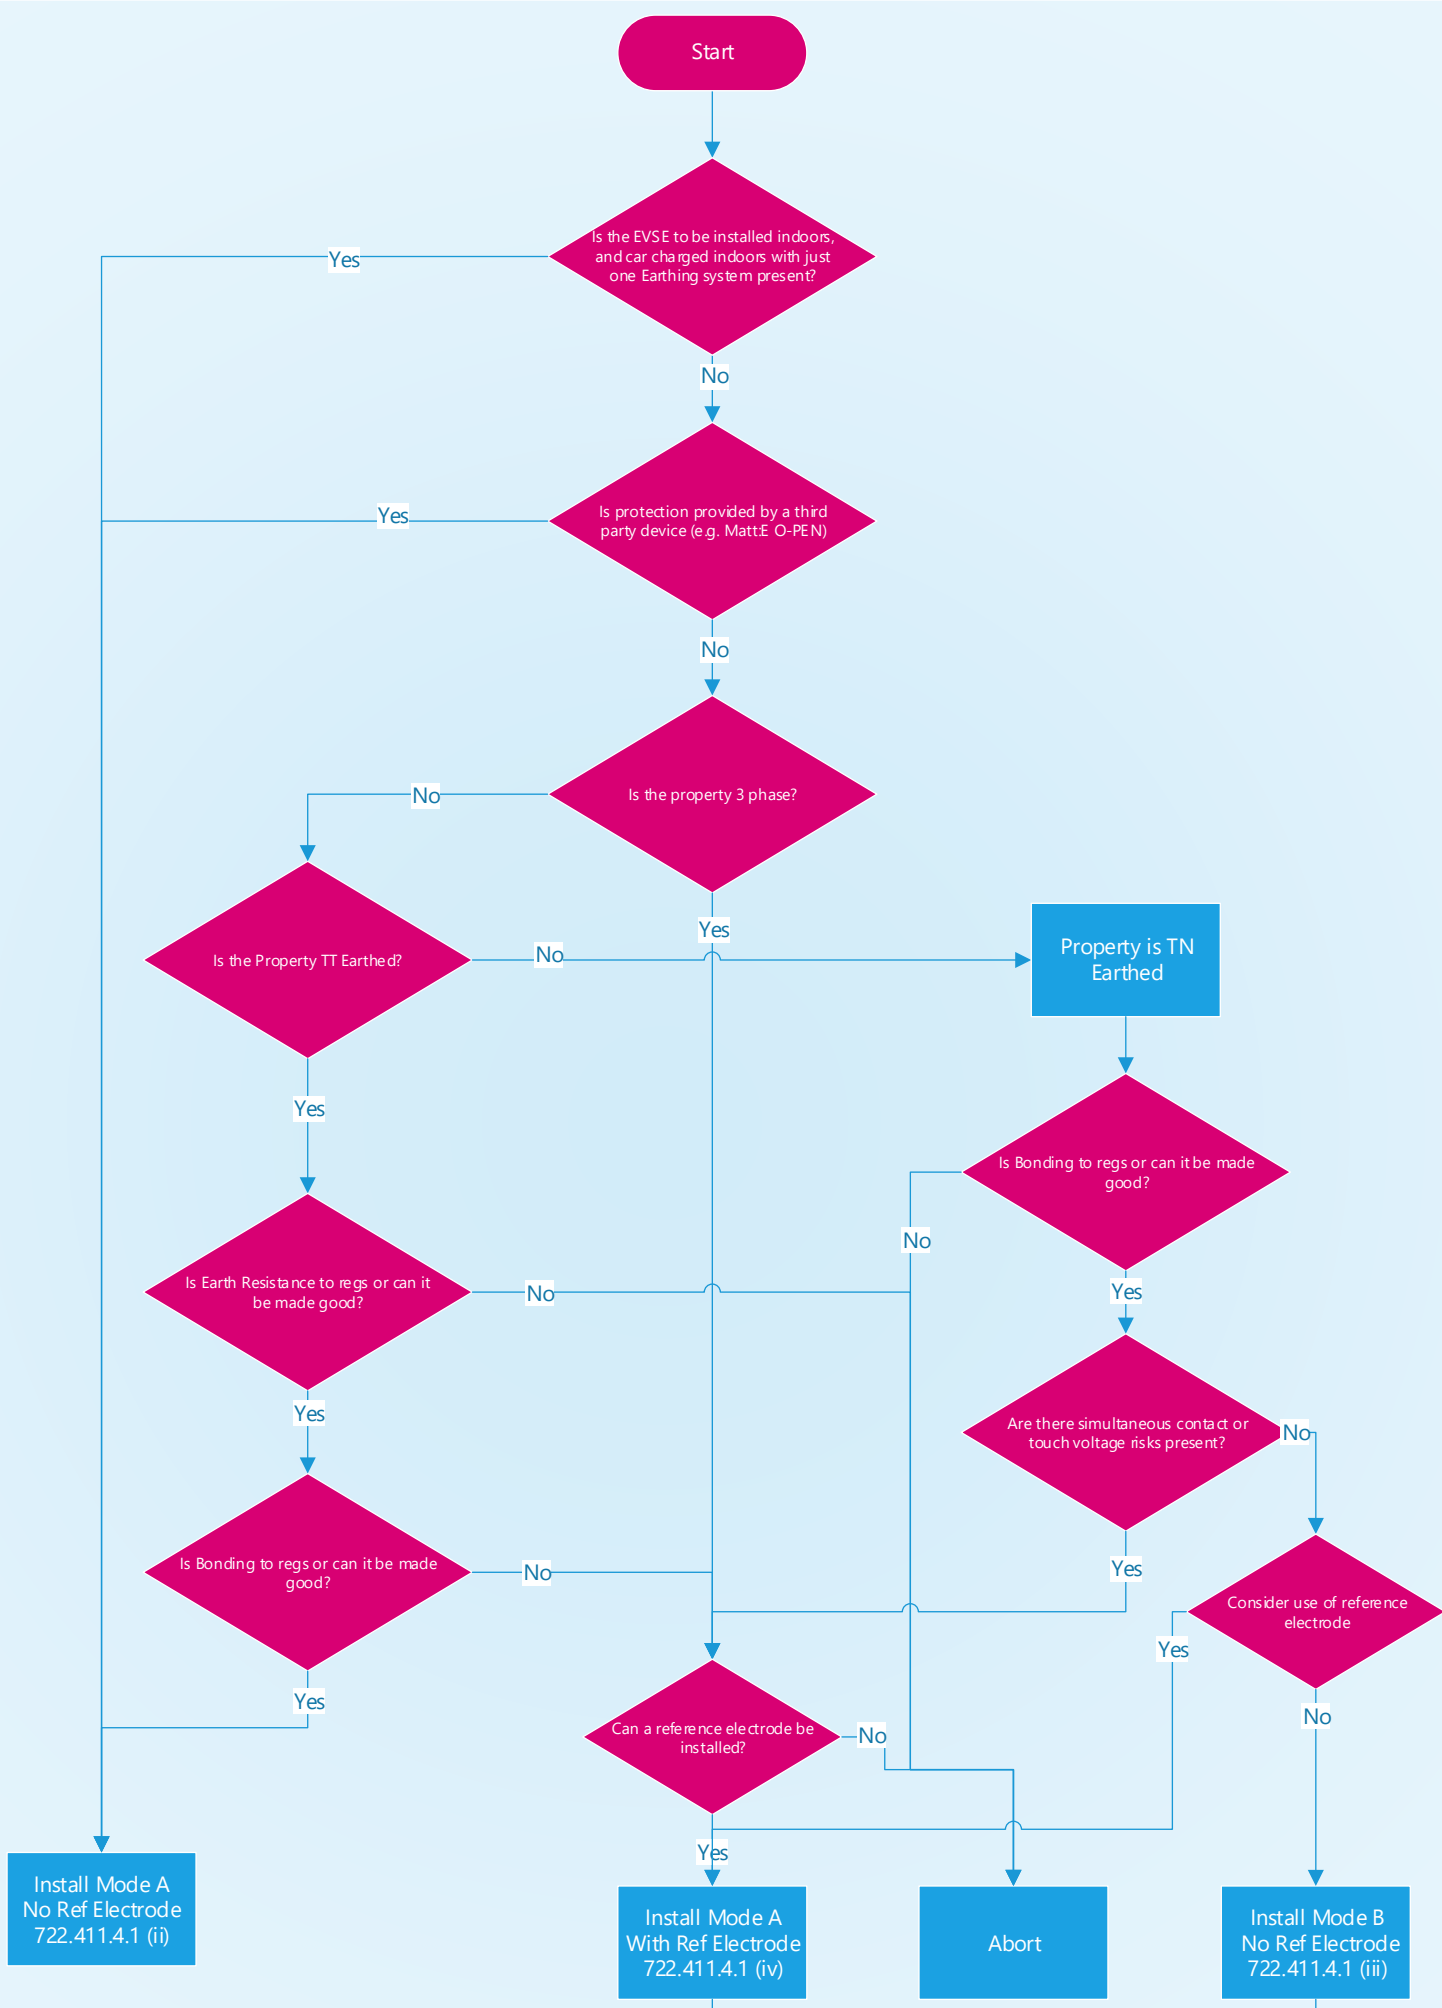 Start
Is the EVSE to be installed indoors,
and car charged indoors with just
one Earthing system present?
Yes
No
Is protection provided by a third
party device (e.g. Matt:E O-PEN)
Yes
No
Is the property 3 phase?
No
Yes
Is the Property TT Earthed?
No
Property is TN
Earthed
Yes
Is Bonding to regs or can it be made
good?
No
Yes
Is Earth Resistance to regs or can it
be made good?
No
Yes
Are there simultaneous contact or
touch voltage risks present?
No
Yes
Is Bonding to regs or can it be made
good?
No
Yes
Consider use of reference
electrode
Yes
No
Can a reference electrode be
installed?
No
Yes
Install Mode A
No Ref Electrode
722.411.4.1 (ii)
Install Mode A
With Ref Electrode
722.411.4.1 (iv)
Abort
Install Mode B
No Ref Electrode
722.411.4.1 (iii)